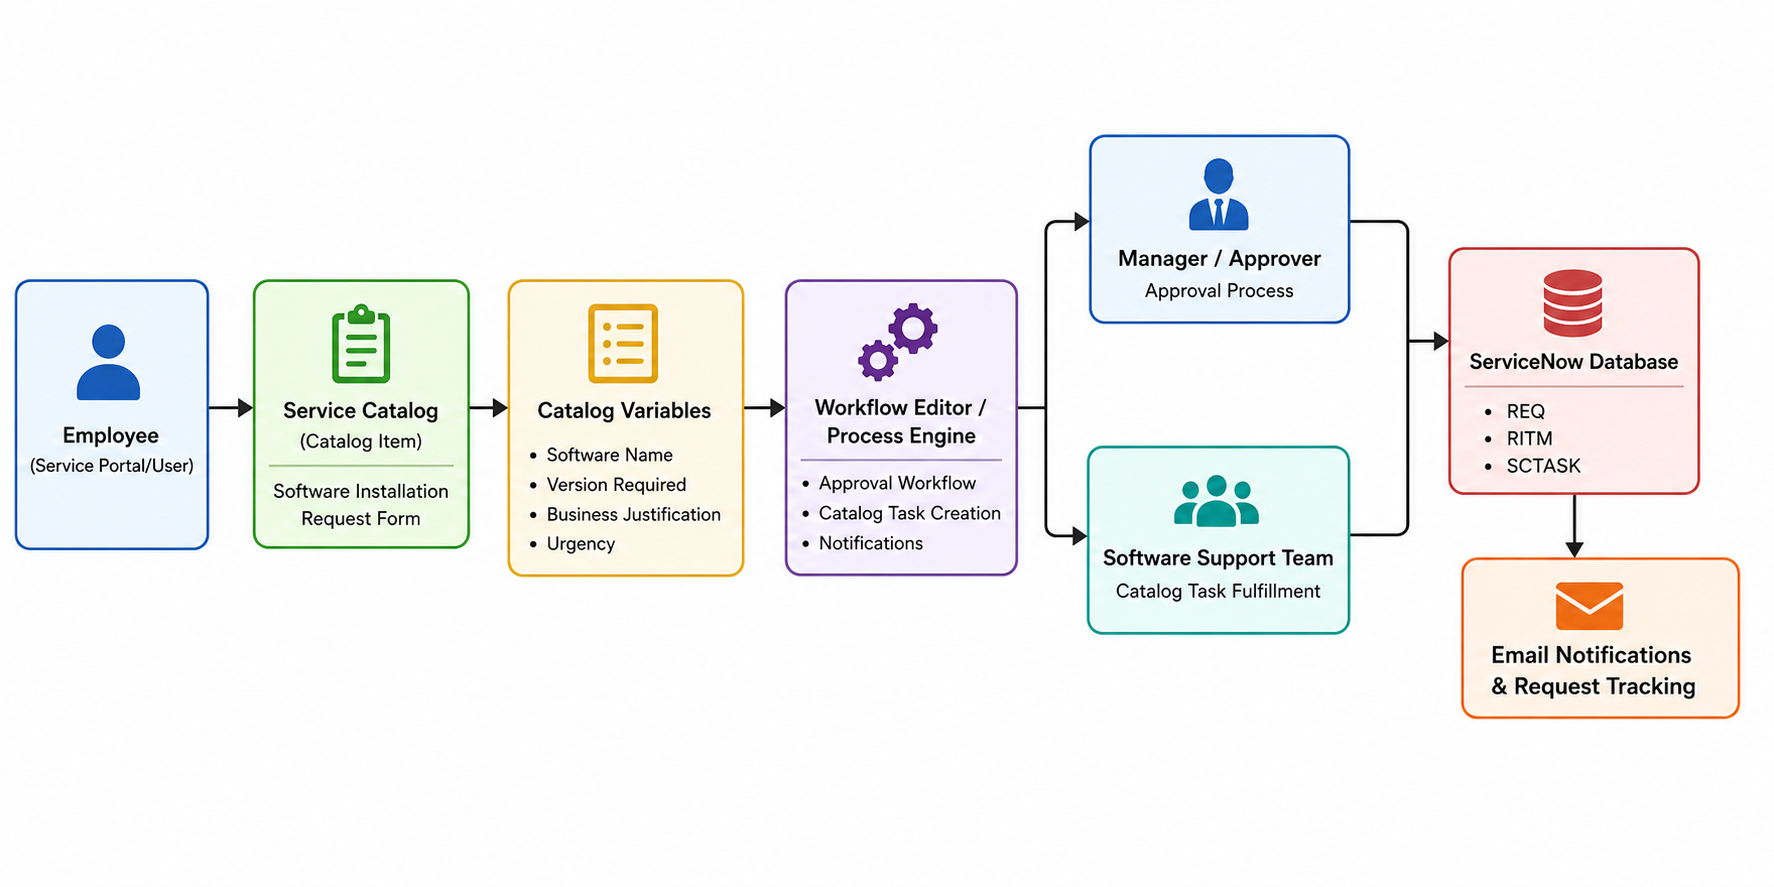 Employee
(Service Portal/User)
Service Catalog
(Catalog Item)
Software Installation
Request Form
Catalog Variables
• Software Name
• Version Required
• Business Justification
• Urgency
Workflow Editor /
Process Engine
• Approval Workflow
• Catalog Task Creation
• Notifications
Manager / Approver
Approval Process
Software Support Team
Catalog Task Fulfillment
ServiceNow Database
• REQ
• RITM
• SCTASK
Email Notifications
& Request Tracking